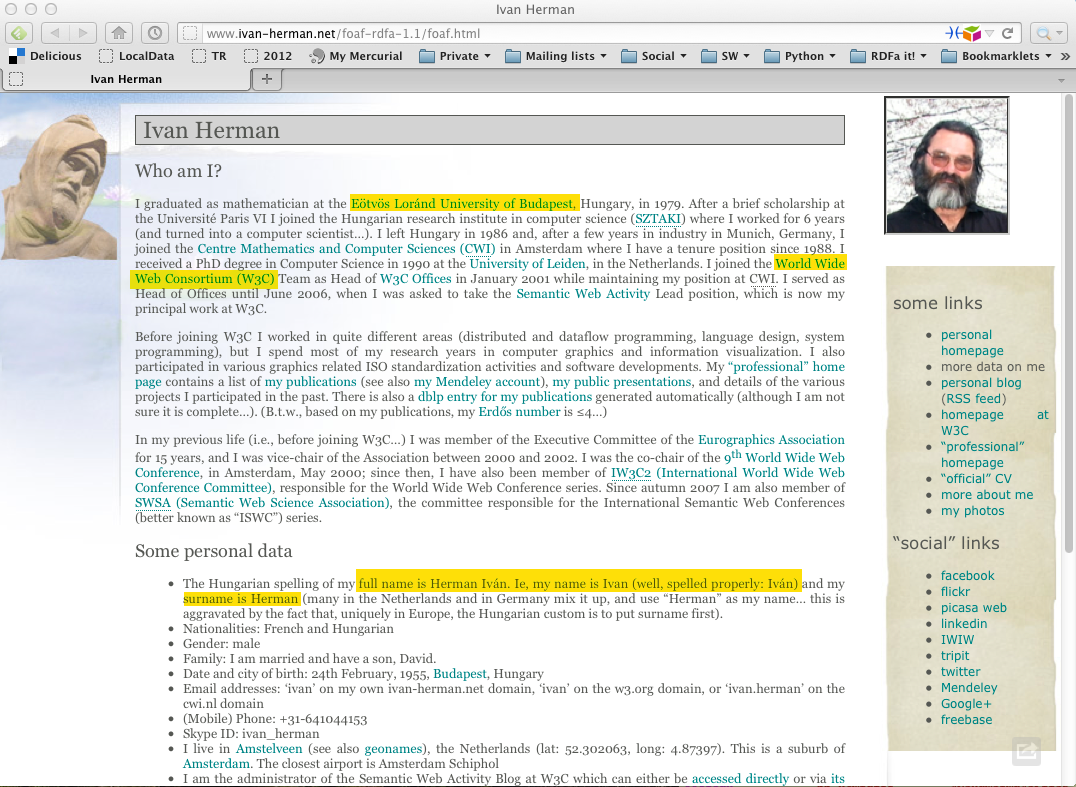 Ivan Herman
www.ivan-herman.net/foaf-rdfa-1.1/foaf.html
Delicious LocalData TR 2012 My Mercurial Private Mailing lists Social SW Python RDFa it! Bookmarklets »
Ivan Herman
Ivan Herman
Who am I?
I graduated as mathematician at the Eötvös Loránd University of Budapest, Hungary, in 1979. After a brief scholarship at
the Université Paris VI I joined the Hungarian research institute in computer science (SZTAKI) where I worked for 6 years
(and turned into a computer scientist…). I left Hungary in 1986 and, after a few years in industry in Munich, Germany, I
joined the Centre Mathematics and Computer Sciences (CWI) in Amsterdam where I have a tenure position since 1988. I
received a PhD degree in Computer Science in 1990 at the University of Leiden, in the Netherlands. I joined the World Wide
Web Consortium (W3C) Team as Head of W3C Offices in January 2001 while maintaining my position at CWI. I served as
Head of Offices until June 2006, when I was asked to take the Semantic Web Activity Lead position, which is now my
principal work at W3C.
Before joining W3C I worked in quite different areas (distributed and dataflow programming, language design, system
programming), but I spend most of my research years in computer graphics and information visualization. I also
participated in various graphics related ISO standardization activities and software developments. My “professional” home
page contains a list of my publications (see also my Mendeley account), my public presentations, and details of the various
projects I participated in the past. There is also a dblp entry for my publications generated automatically (although I am not
sure it is complete…). (B.t.w., based on my publications, my Erdős number is ≤4…)
In my previous life (i.e., before joining W3C…) I was member of the Executive Committee of the Eurographics Association
for 15 years, and I was vice-chair of the Association between 2000 and 2002. I was the co-chair of the 9th World Wide Web
Conference, in Amsterdam, May 2000; since then, I have also been member of IW3C2 (International World Wide Web
Conference Committee), responsible for the World Wide Web Conference series. Since autumn 2007 I am also member of
SWSA (Semantic Web Science Association), the committee responsible for the International Semantic Web Conferences
(better known as “ISWC”) series.
Some personal data
The Hungarian spelling of my full name is Herman Iván. Ie, my name is Ivan (well, spelled properly: Iván) and my
surname is Herman (many in the Netherlands and in Germany mix it up, and use “Herman” as my name… this is
aggravated by the fact that, uniquely in Europe, the Hungarian custom is to put surname first).
Nationalities: French and Hungarian
Gender: male
Family: I am married and have a son, David.
Date and city of birth: 24th February, 1955, Budapest, Hungary
Email addresses: ‘ivan’ on my own ivan-herman.net domain, ‘ivan’ on the w3.org domain, or ‘ivan.herman’ on the
cwi.nl domain
(Mobile) Phone: +31-641044153
Skype ID: ivan_herman
I live in Amstelveen (see also geonames), the Netherlands (lat: 52.302063, long: 4.87397). This is a suburb of
Amsterdam. The closest airport is Amsterdam Schiphol
I am the administrator of the Semantic Web Activity Blog at W3C which can either be accessed directly or via its
some links
personal
homepage
more data on me
personal blog
(RSS feed)
homepage at
W3C
“professional”
homepage
“official” CV
more about me
my photos
“social” links
facebook
flickr
picasa web
linkedin
IWIW
tripit
twitter
Mendeley
Google+
freebase